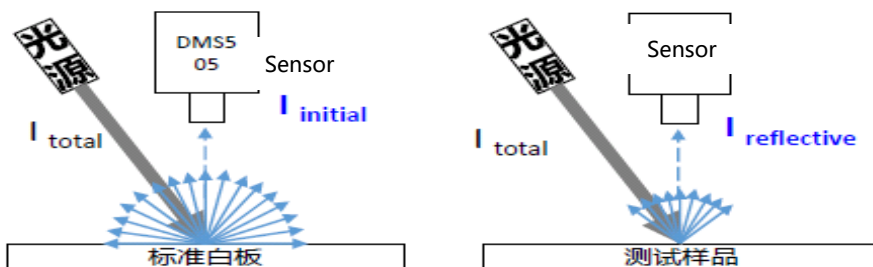 光源
DMS5
05
Sensor
I initial
I total
标准白板
光源
Sensor
I reflective
I total
测试样品